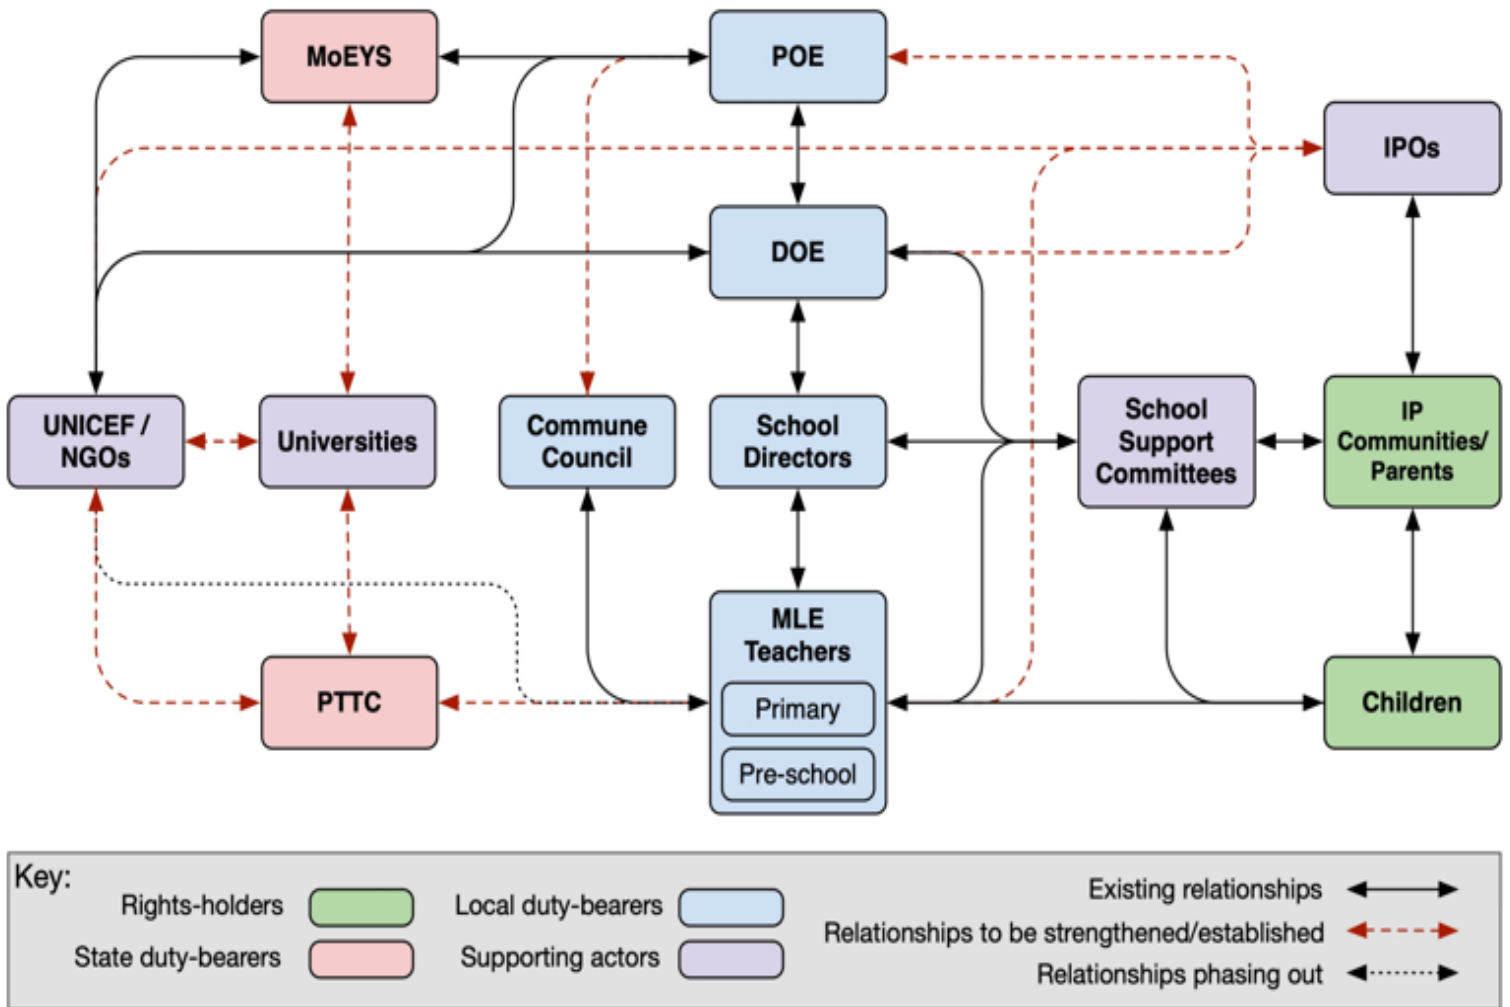 MoEYS
POE
IPOs
DOE
UNICEF /
NGOs
Universities
Commune
Council
School
Directors
School
Support
Committees
IP
Communities/
Parents
MLE
Teachers
Primary
Pre-school
PTTC
Children
Key:
Rights-holders
State duty-bearers
Local duty-bearers
Supporting actors
Existing relationships
Relationships to be strengthened/established
Relationships phasing out